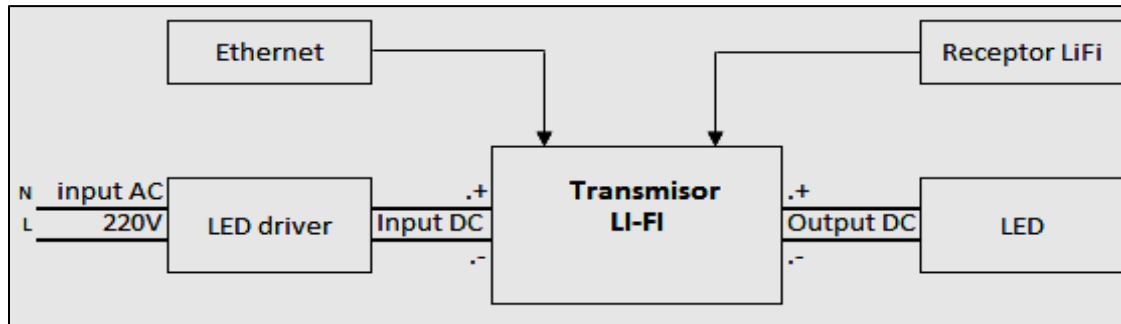 Ethernet
Receptor LiFi
N input AC
L 220V
LED driver
.+
Input DC
.-
Transmisor
LI-FI
.+
Output DC
.-
LED